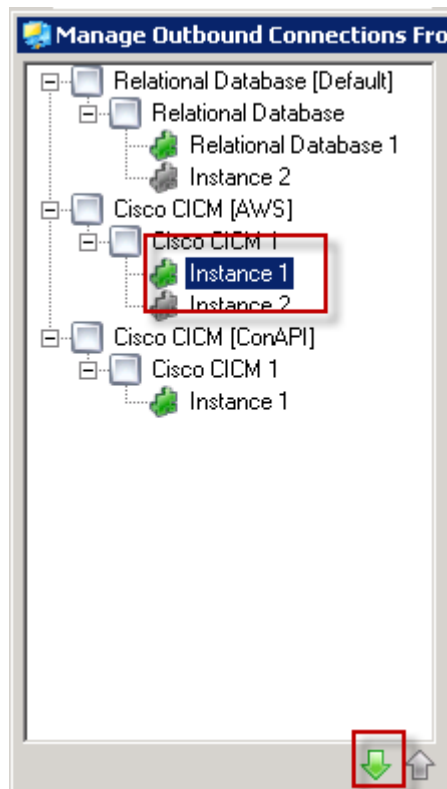 Manage Outbound Connections Fro
Relational Database [Default]
Relational Database
Relational Database 1
Instance 2
Cisco CICM [AWS]
Cisco CICM 1
Instance 1
Instance 2
Cisco CICM [ConAPI]
Cisco CICM 1
Instance 1